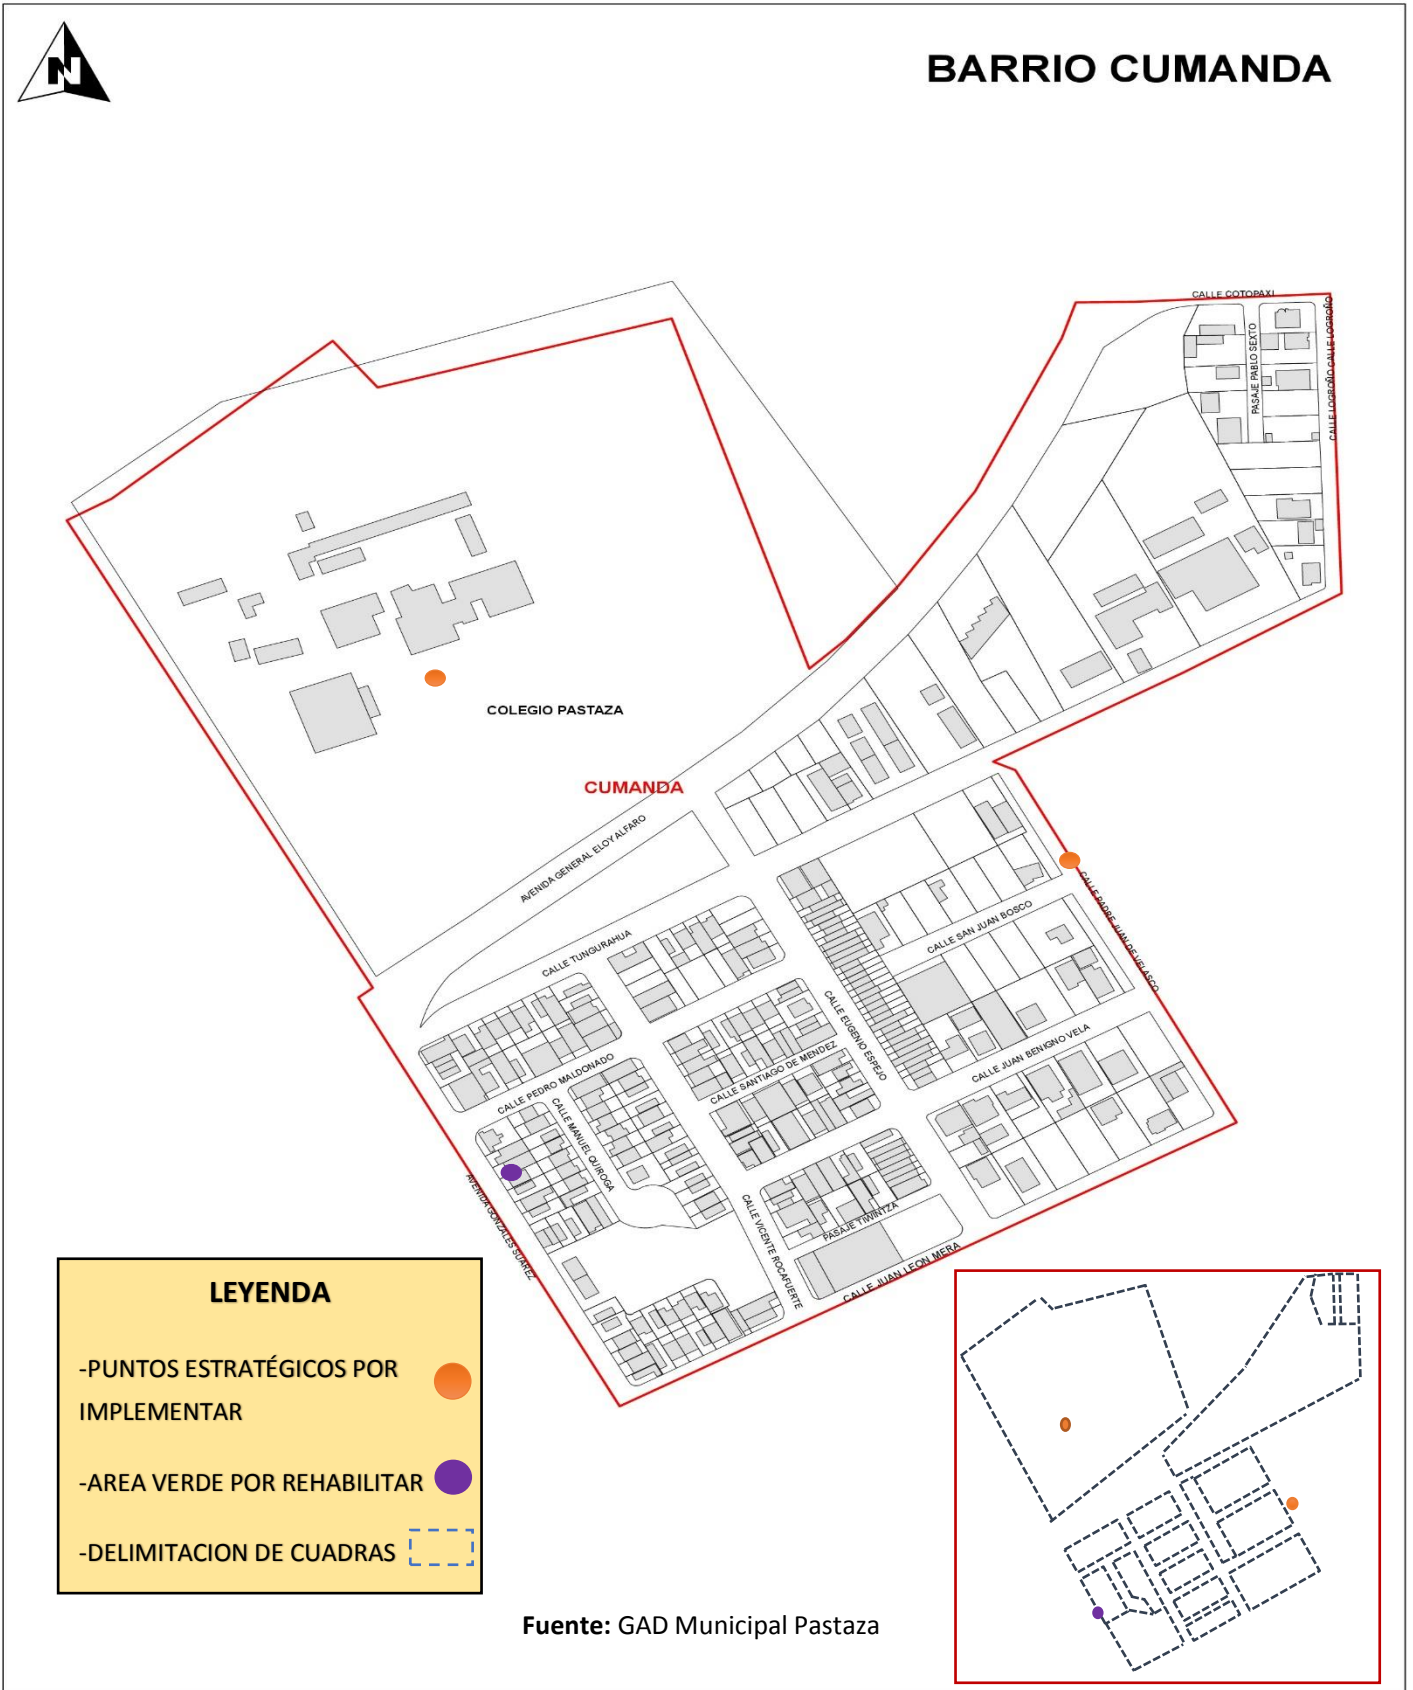 N
BARRIO CUMANDA
CALLE COTOPAXI
PASAJE PABLO SEXTO
CALLE LOGROÑO CALLE LOGROÑO
COLEGIO PASTAZA
CUMANDA
AVENIDA GENERAL ELOY ALFARO
CALLE TUNGURAHUA
CALLE PADRE JUAN DE VELASCO
CALLE SAN JUAN BOSCO
CALLE EUGENIO ESPEJO
CALLE JUAN BENIGNO VELA
CALLE SANTIAGO DE MENDEZ
CALLE PEDRO MALDONADO
CALLE MANUEL QUIROGA
AVENIDA GONZALES SUAREZ
CALLE VICENTE ROCAFUERTE
PASAJE TIWINTZA
CALLE JUAN LEON MERA
LEYENDA
-PUNTOS ESTRATÉGICOS POR
IMPLEMENTAR
-AREA VERDE POR REHABILITAR
-DELIMITACION DE CUADRAS
Fuente: GAD Municipal Pastaza